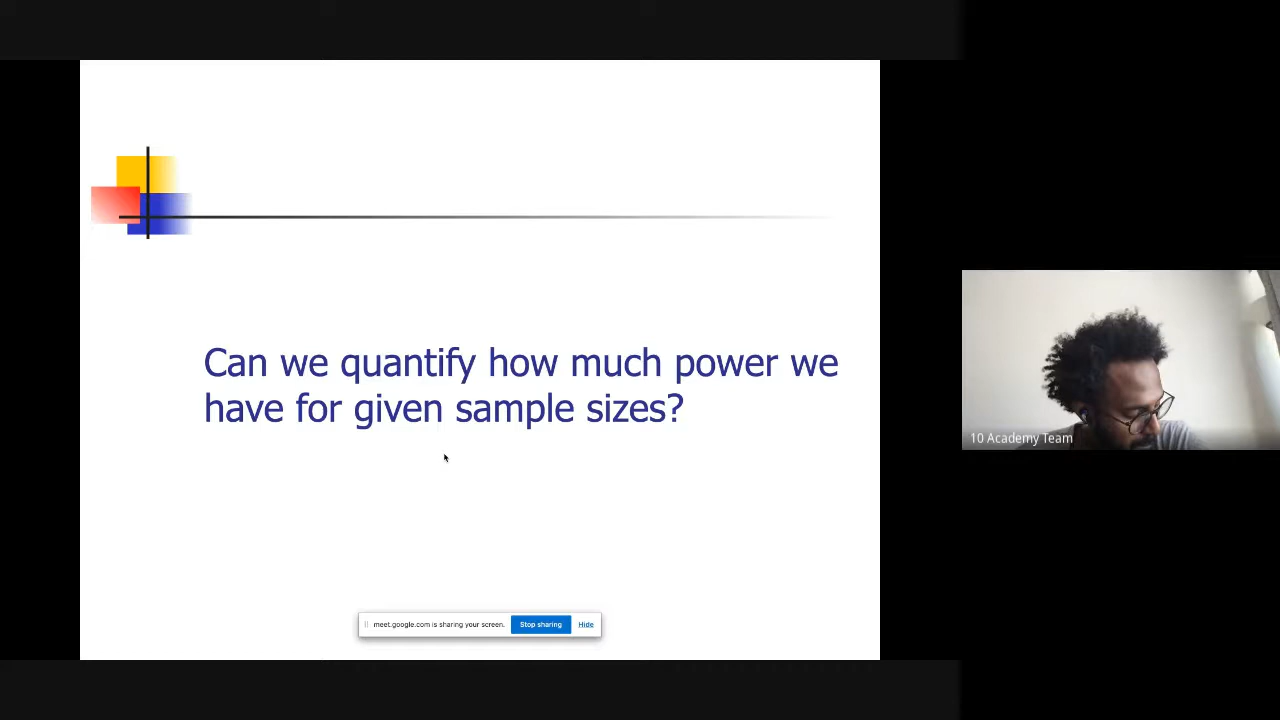 Can we quantify how much power we
have for given sample sizes?
10 Academy Team
meet.google.com is sharing your screen.
Stop sharing
Hide